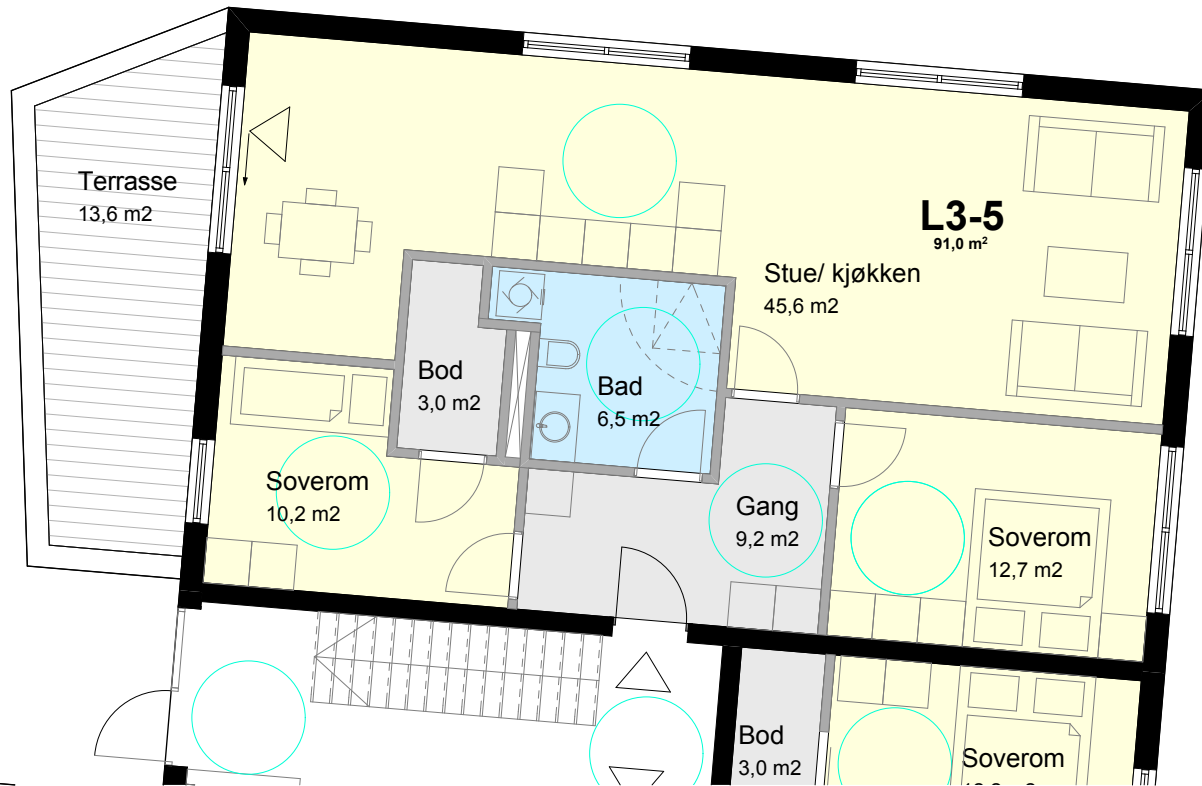 Terrasse
13,6 m2
L3-5
91,0 m²
Stue/ kjøkken
45,6 m2
Bod
3,0 m2
Bad
6,5 m2
Soverom
10,2 m2
Gang
9,2 m2
Soverom
12,7 m2
Bod
3,0 m2
Soverom